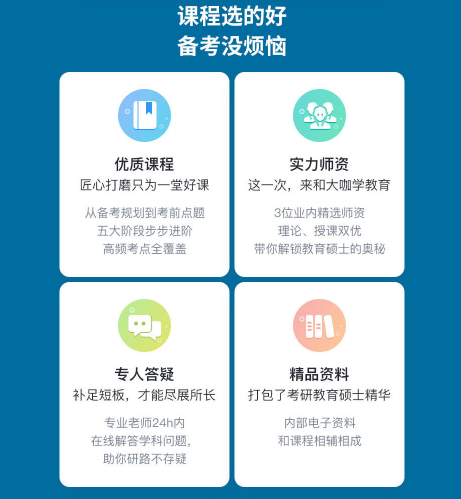 课程选的好
备考没烦恼
优质课程
匠心打磨只为一堂好课
从备考规划到考前点题
五大阶段步步进阶
高频考点全覆盖
实力师资
这一次，来和大咖学教育
3位业内精选师资
理论、授课双优
带你解锁教育硕士的奥秘
专人答疑
补足短板，才能尽展所长
专业老师24h内
在线解答学科问题，
助你研路不存疑
精品资料
打包了考研教育硕士精华
内部电子资料
和课程相辅相成